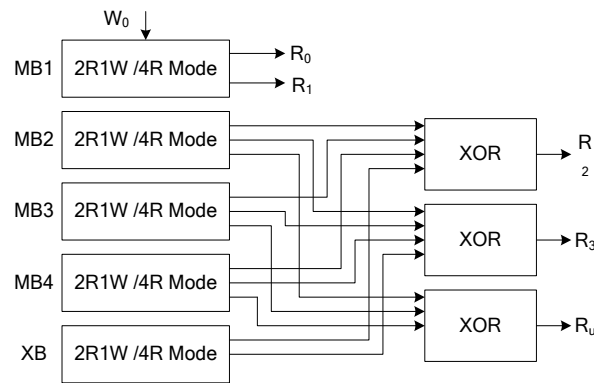 W₀
MB1 2R1W /4R Mode R₀
R₁
MB2 2R1W /4R Mode XOR R
2
MB3 2R1W /4R Mode XOR R₃
MB4 2R1W /4R Mode XOR Rᵤ
XB 2R1W /4R Mode